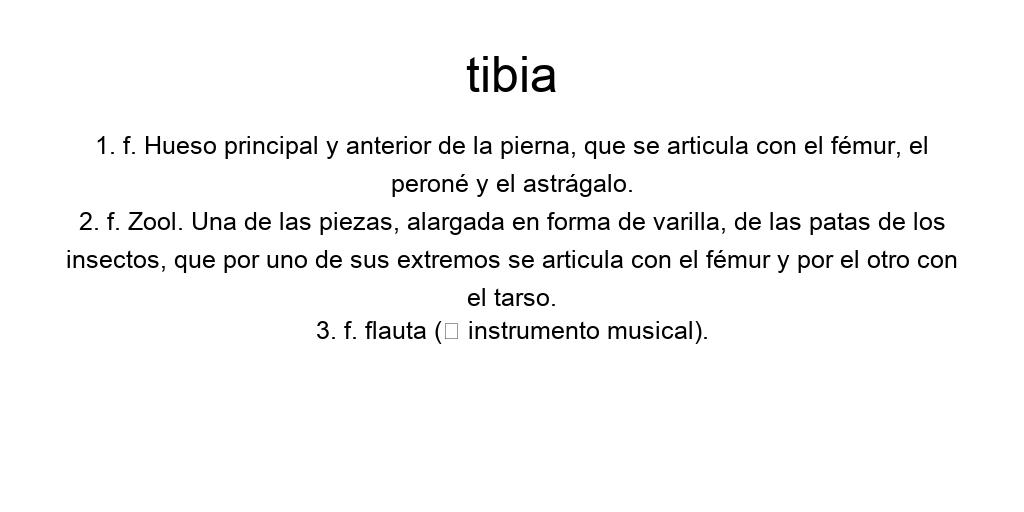 tibia
1. f. Hueso principal y anterior de la pierna, que se articula con el fémur, el
peroné y el astrágalo.
2. f. Zool. Una de las piezas, alargada en forma de varilla, de las patas de los
insectos, que por uno de sus extremos se articula con el fémur y por el otro con
el tarso.
3. f. flauta (▯ instrumento musical).